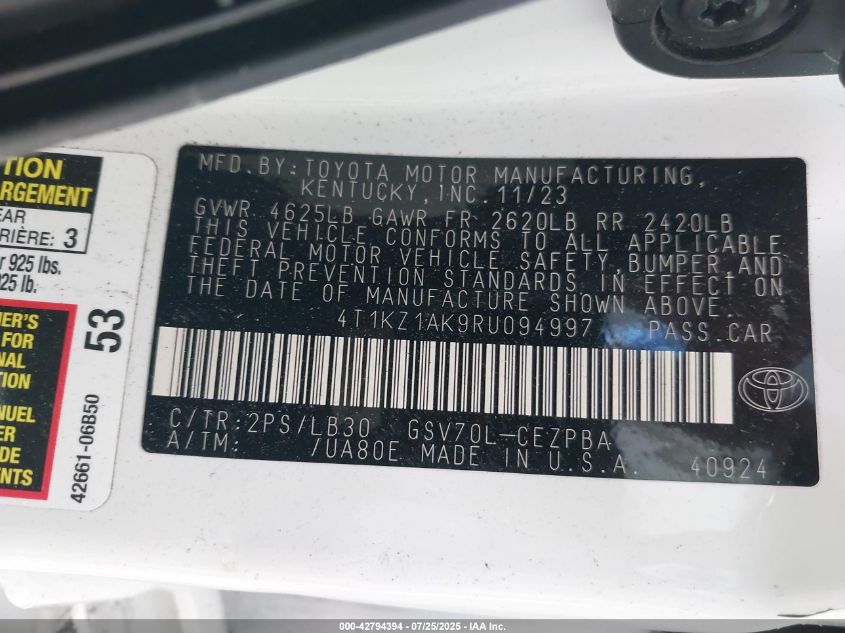 TION
RGEMENT
EAR
RIÈRE: 3
925 lbs.
25 lb.
ER'S
FOR
NAL
TION
NUEL
DE
ENTS
53
42661-06B50
MFD. BY: TOYOTA MOTOR MANUFACTURING,
KENTUCKY, INC. 11/23
GVWR 4625LB GAWR FR 2620LB RR 2420LB
THIS VEHICLE CONFORMS TO ALL APPLICABLE
FEDERAL MOTOR VEHICLE SAFETY, BUMPER, AND
THEFT PREVENTION STANDARDS IN EFFECT ON
THE DATE OF MANUFACTURE SHOWN ABOVE.
4T1KZ1AK9RU094997 PASS.CAR
C/TR: 2PS/LB30 GSV70L-CEZPBA
A/TM: /UA80E MADE IN U.S.A. 40924
000-42794394 / 07/25/2025 - IAA Inc.